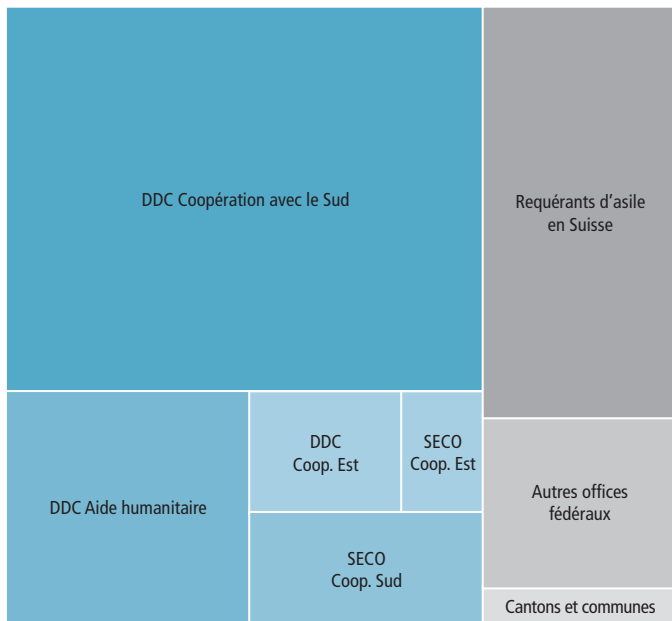 DDC Coopération avec le Sud
Requérants d’asile
en Suisse
DDC Aide humanitaire
DDC
Coop. Est
SECO
Coop. Est
SECO
Coop. Sud
Autres offices
fédéraux
Cantons et communes